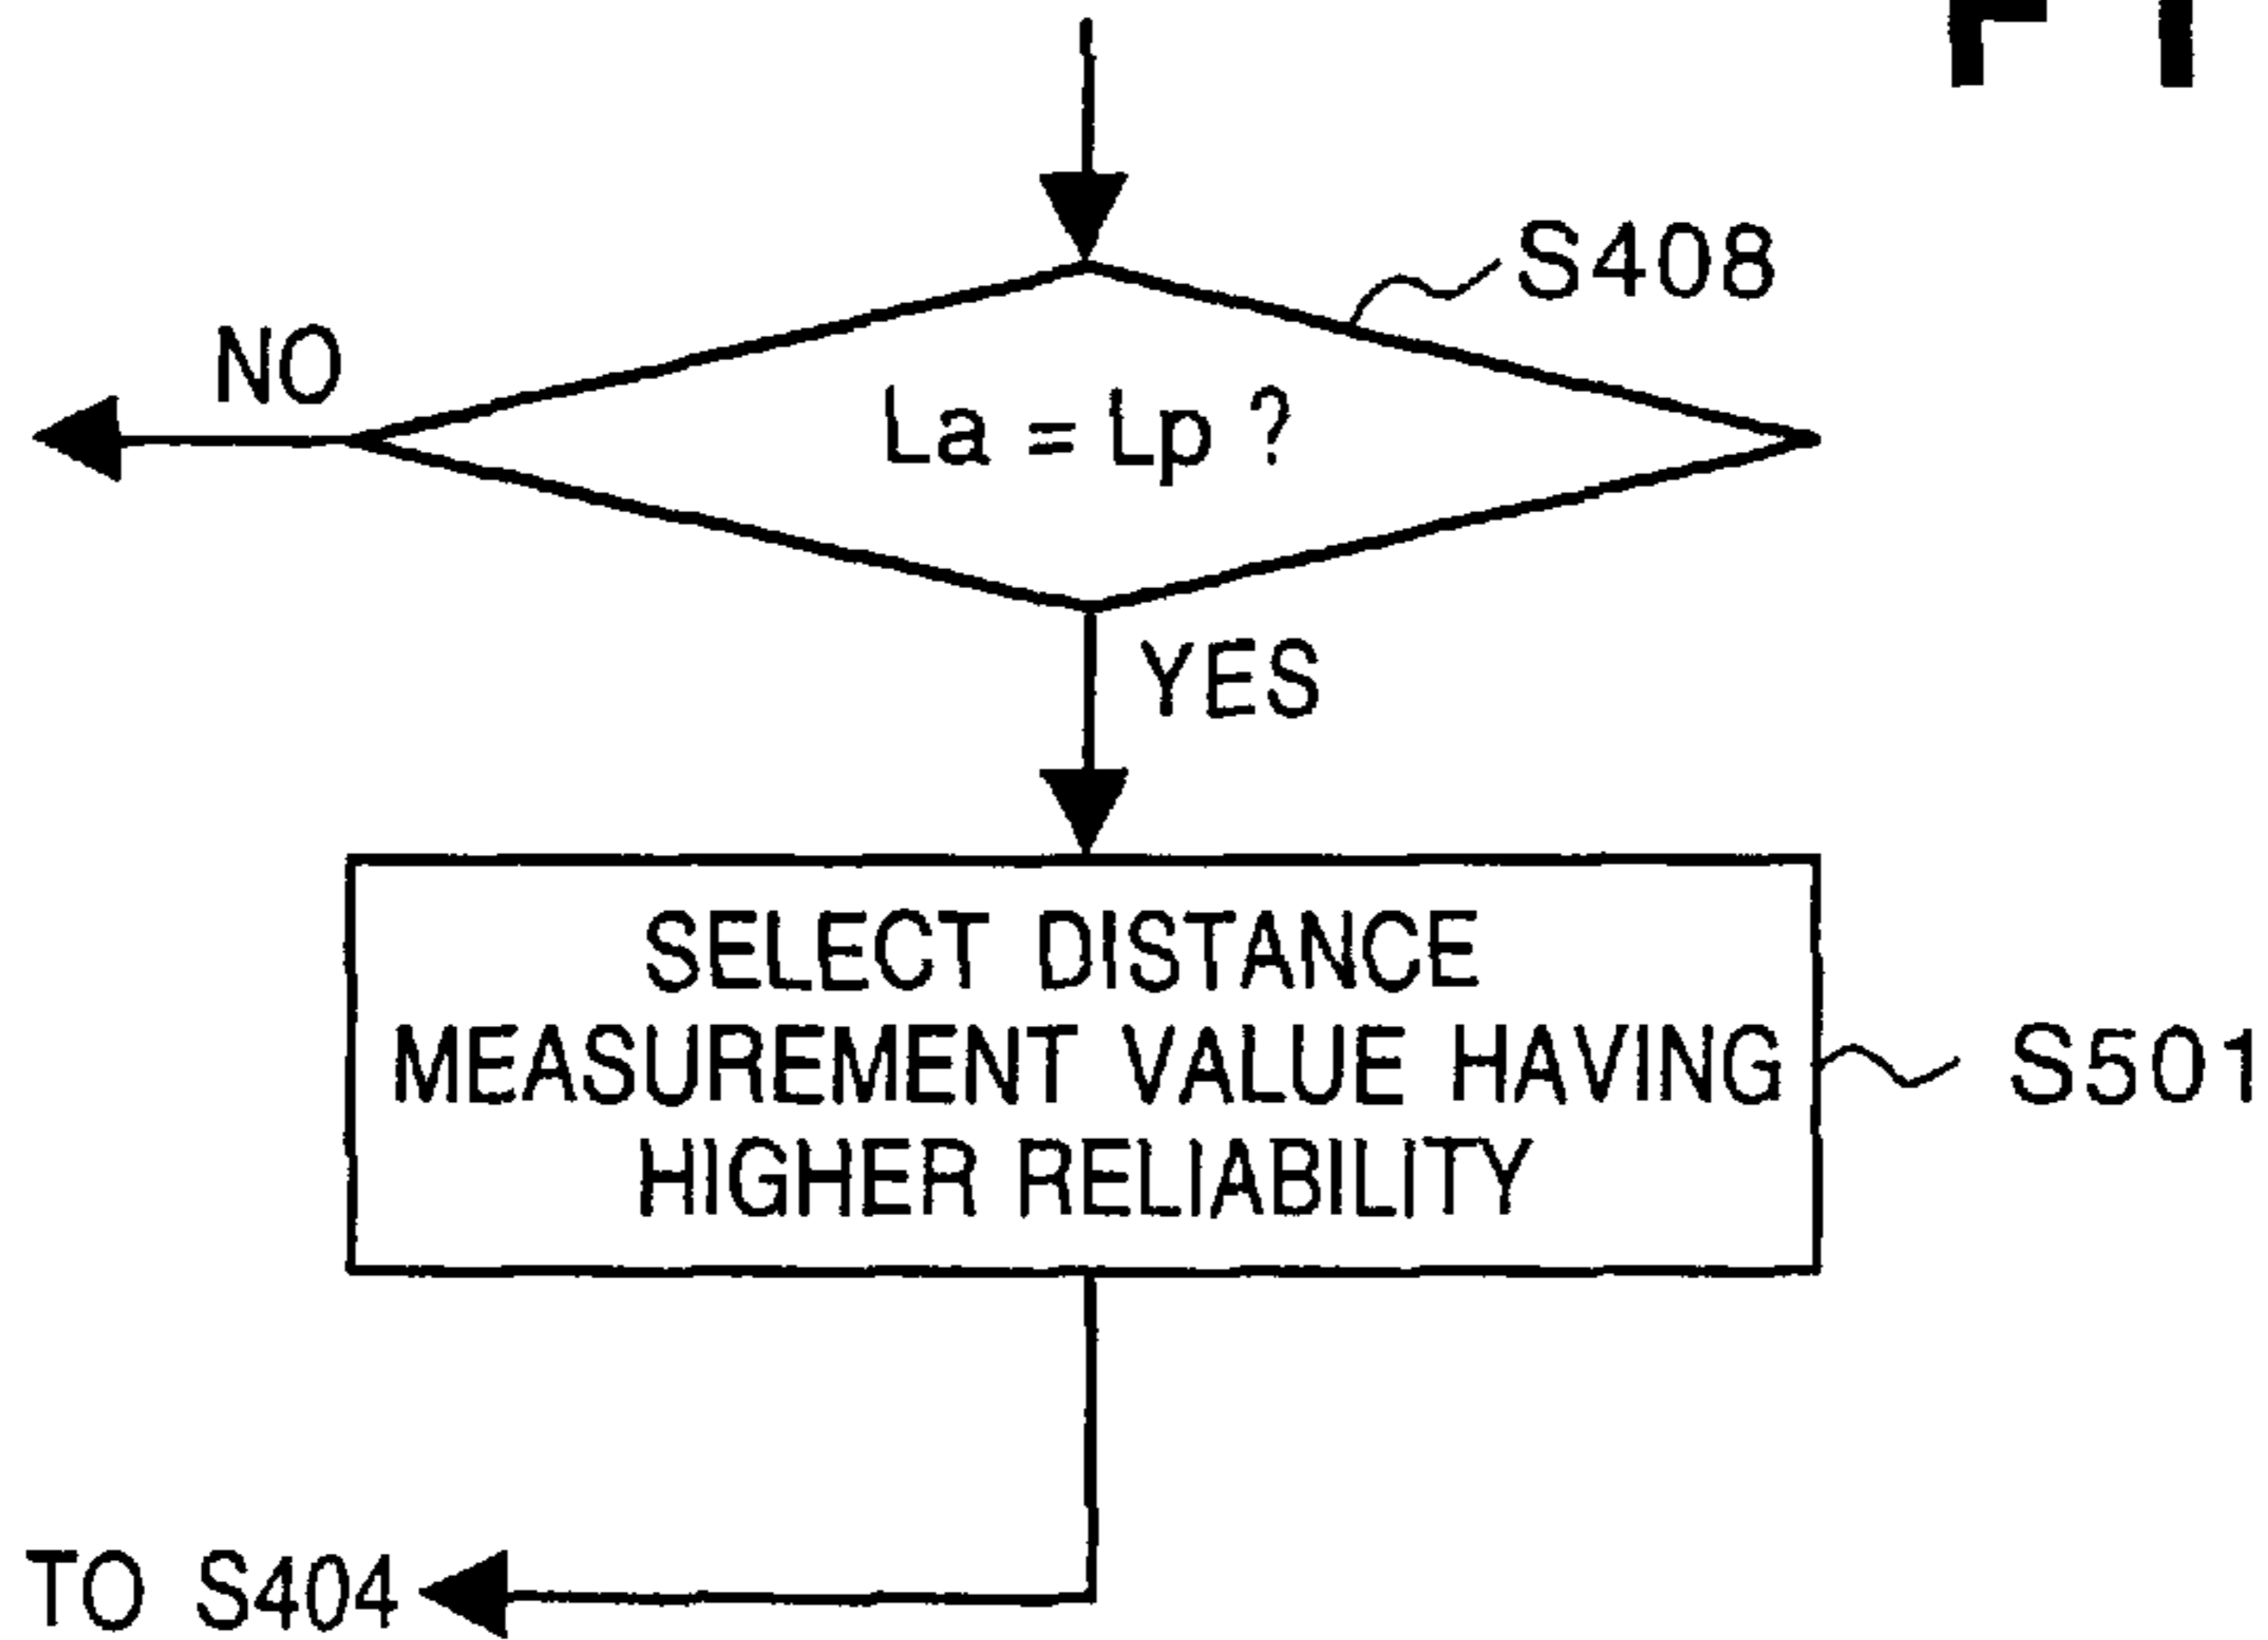 S408
NO
La = Lp ?
YES
SELECT DISTANCE
MEASUREMENT VALUE HAVING
HIGHER RELIABILITY
S501
TO S404